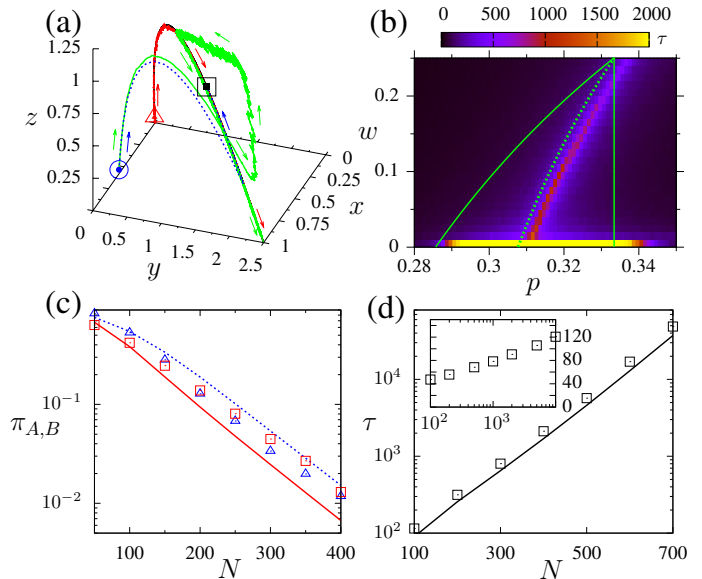 (a)
1.25
1
0.75
0.5
0.25
z
0
0.5
1
1.5
2
2.5
y
0
0.25
0.5
0.75
1
x
(b)
0 500 1000 1500 2000
τ
w
0.2
0.1
0
0.28 0.3 0.32 0.34
p
(c)
π_{A,B}
10^{-1}
10^{-2}
100 200 300 400
N
(d)
τ
10^4
10^3
10^2
100 300 500 700
N
120
80
40
0
10^2 10^3